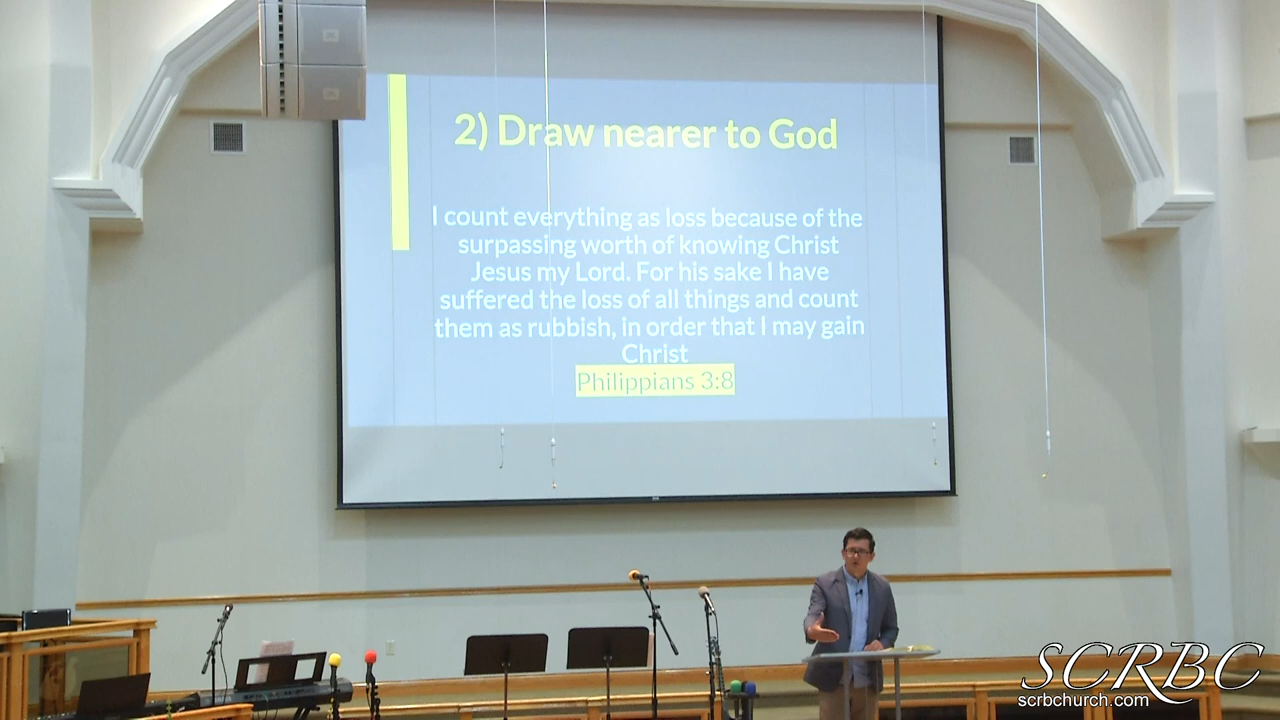 2) Draw nearer to God
I count everything as loss because of the
surpassing worth of knowing Christ
Jesus my Lord. For his sake I have
suffered the loss of all things and count
them as rubbish, in order that I may gain
Christ
Philippians 3:8
SCRBC
scrbchurch.com